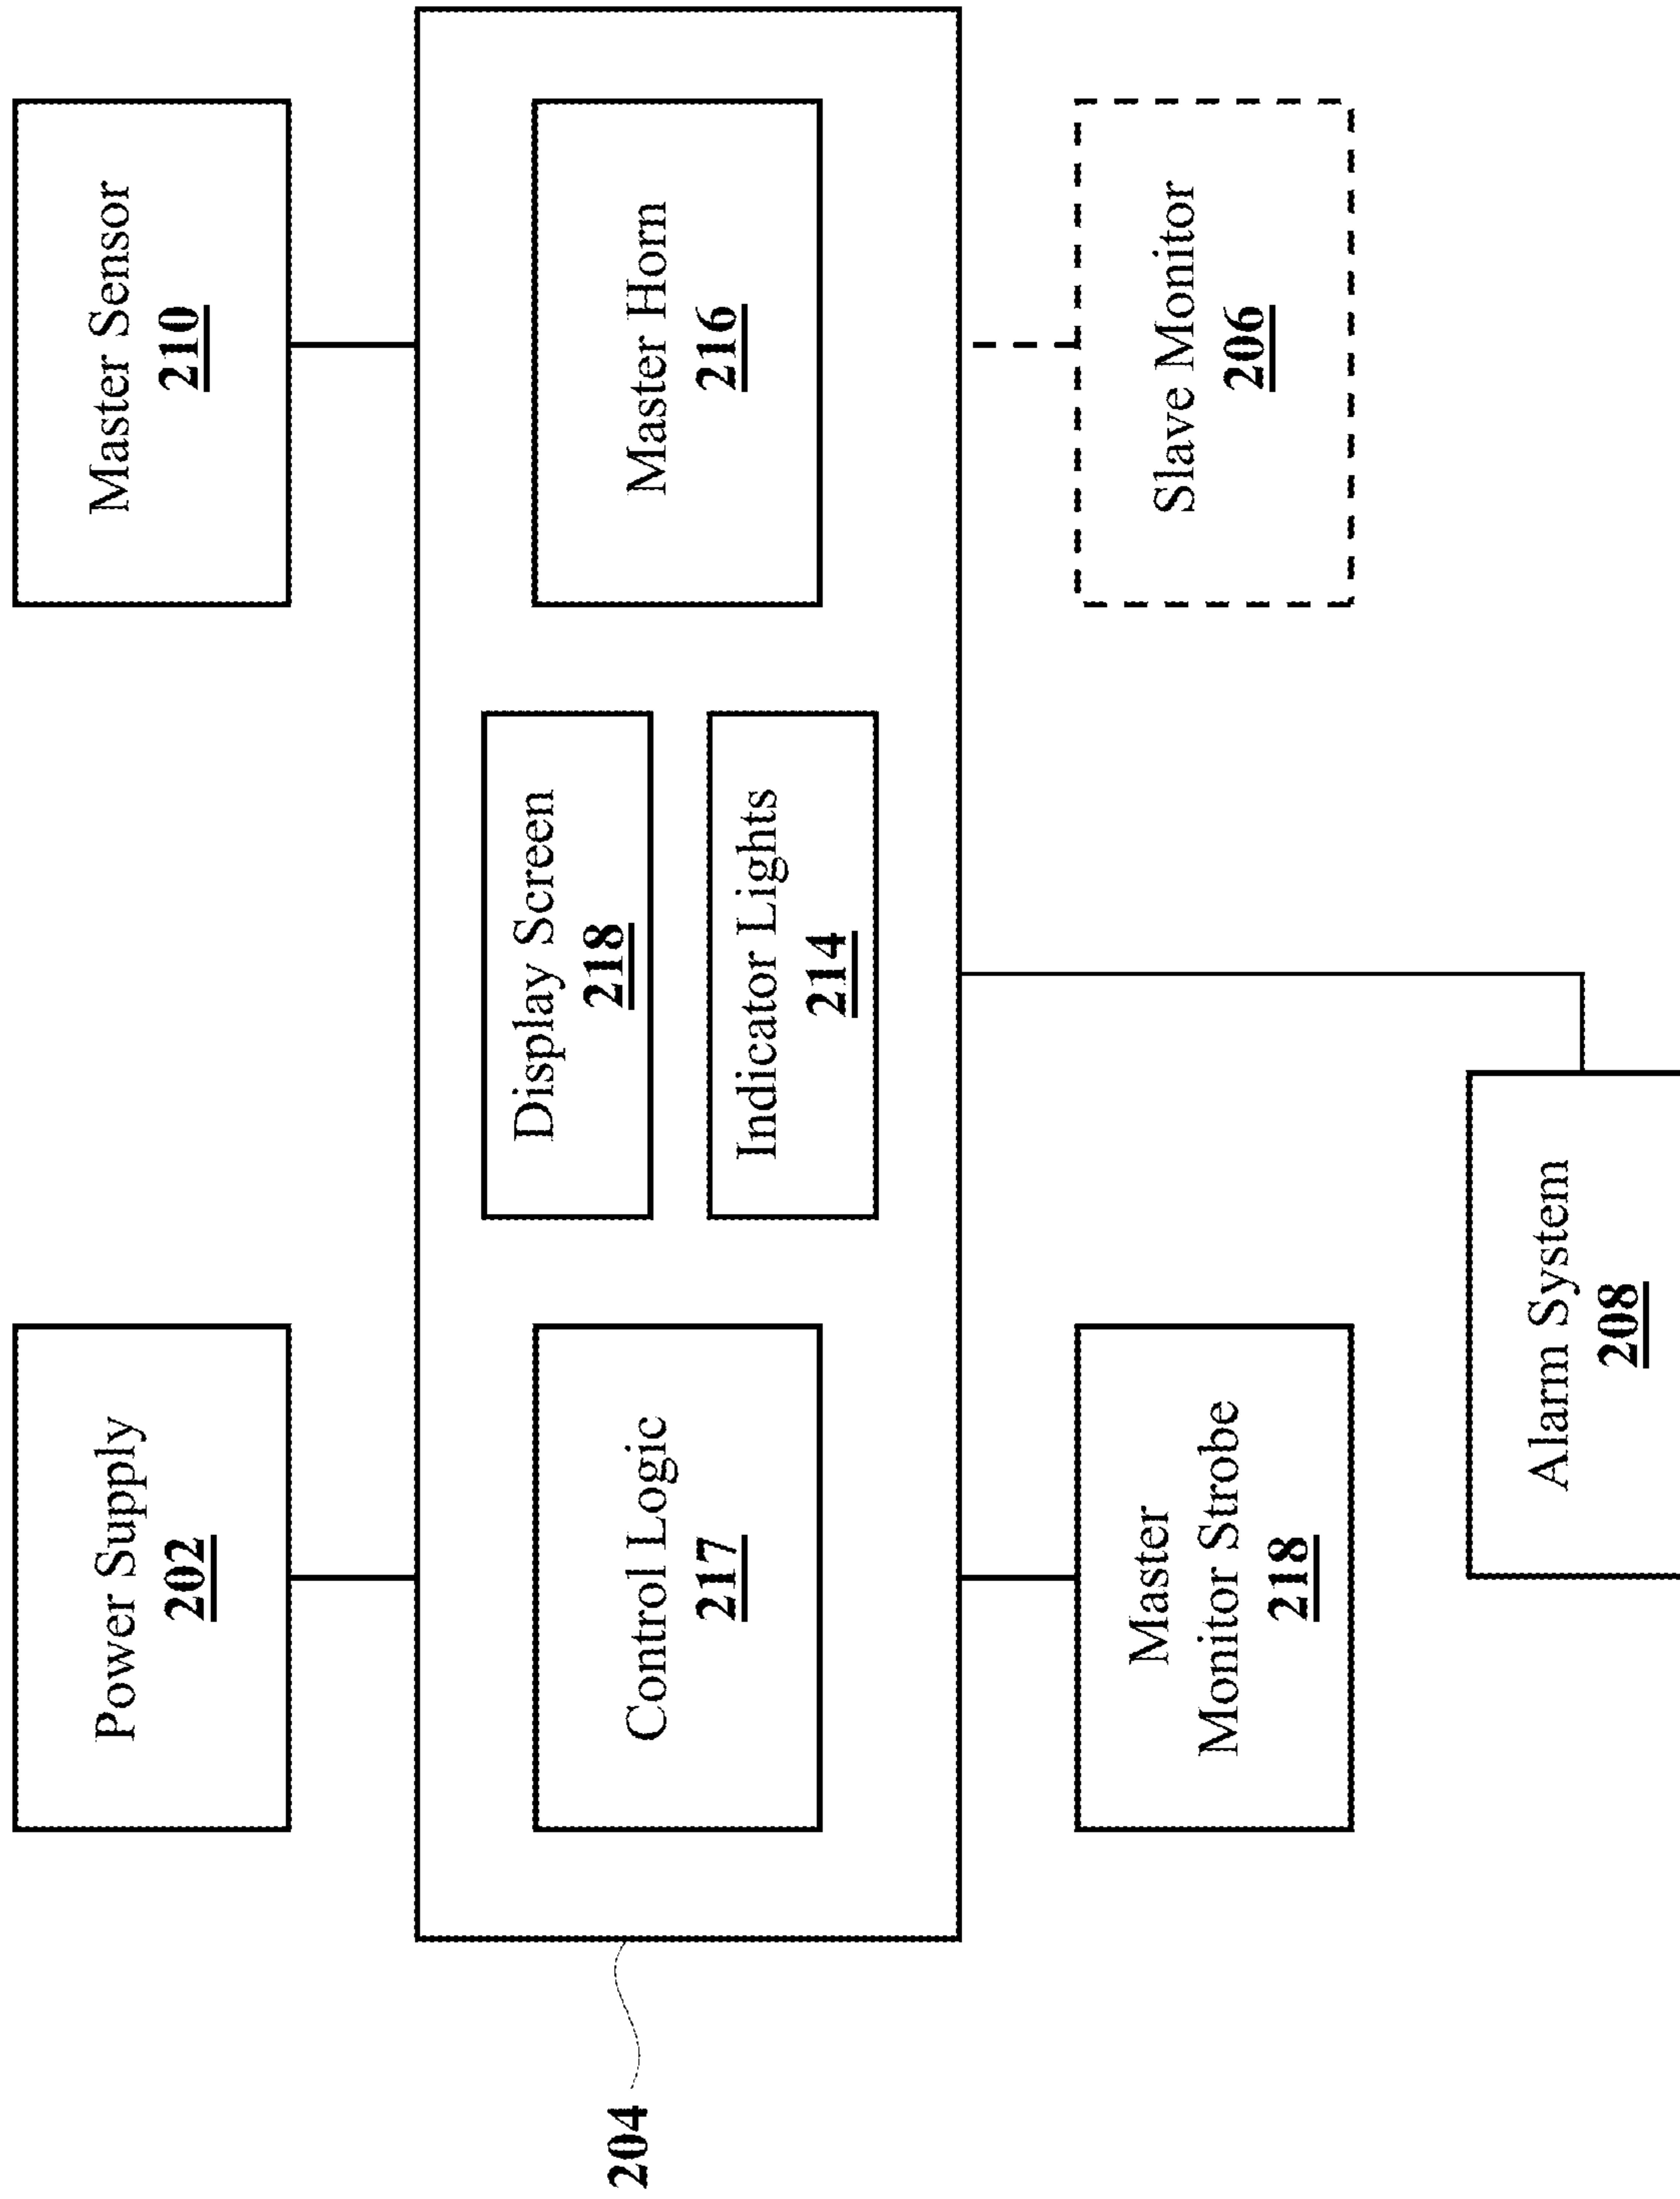 Power Supply
202
Master Sensor
210
Control Logic
217
Display Screen
218
Indicator Lights
214
Master Horn
216
204
Master
Monitor Strobe
218
Slave Monitor
206
Alarm System
208